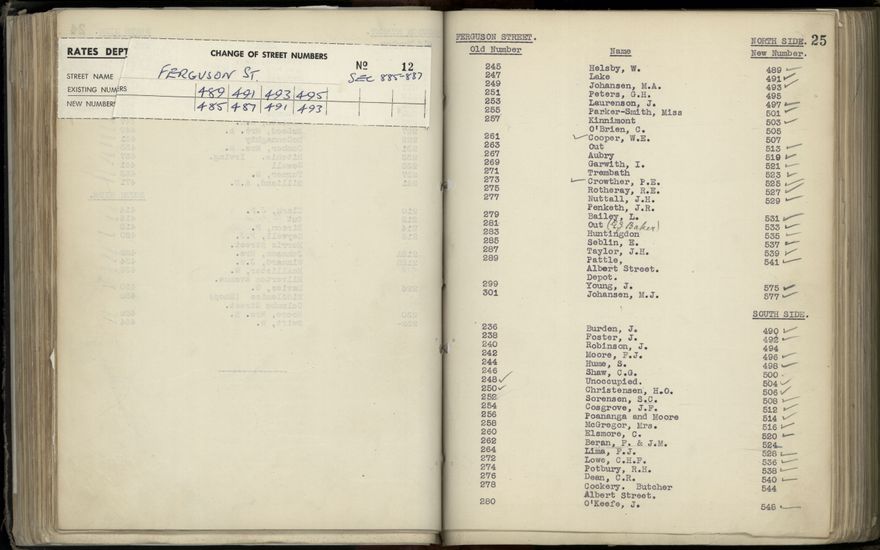 RATES DEPT
CHANGE OF STREET NUMBERS
No 12
STREET NAME FERGUSON ST. SEC 885-887
EXISTING NUMBERS 489 491 493 495
NEW NUMBER 485 487 491 493
FERGUSON STREET. NORTH SIDE. 25
Old Number Name New Number.
245 Helsby, W. 489
247 Lake 491
249 Johansen, M.A. 493
251 Peters, G.H. 495
253 Laurenson, J. 497
255 Parker-Smith, Miss 501
257 Kinnimont 503
O'Brien, C. 505
261 Cooper, W.E. 507
263 Out 513
267 Aubry 519
269 Garwith, I. 521
271 Trembath 523
273 Crowther, P.E. 525
275 Rotheray, R.E. 527
277 Nuttall, J.H. 529
Penketh, J.R.
279 Bailey, L. 531
281 Out (Baker) 533
283 Huntingdon 535
285 Seblin, E. 537
287 Taylor, J.H. 539
289 Pattle, 541
Albert Street.
Depot.
299 Young, J. 575
301 Johansen, M.J. 577
SOUTH SIDE.
236 Burden, J. 490
238 Foster, J. 492
240 Robinson, J. 494
242 Moore, F.J. 496
244 Hume, S. 498
246 Shaw, C.G. 500
248 Unoccupied. 504
250 Christensen, H.O. 506
252 Sorensen, S.C. 508
254 Cosgrove, J.F. 512
256 Poananga and Moore 514
258 McGregor, Mrs. 516
260 Elsmore, C. 520
262 Beran, P. & J.M. 524
264 Lima, F.J. 528
272 Lowe, C.H.F. 536
274 Potbury, R.H. 538
276 Dean, C.R. 540
278 Cockery. Butcher 544
Albert Street.
280 O'Keefe, J. 548